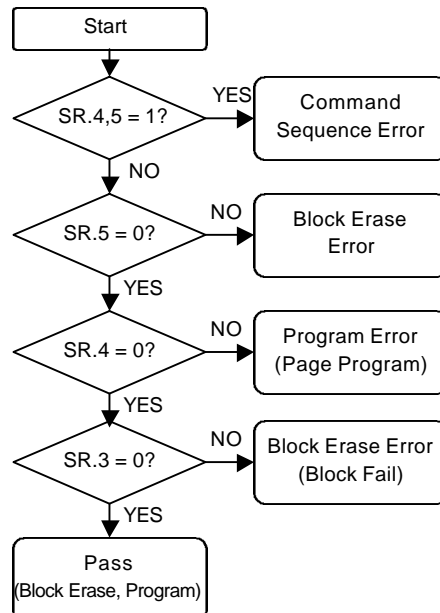 Start
SR.4,5 = 1?
YES
Command
Sequence Error
NO
SR.5 = 0?
NO
Block Erase
Error
YES
SR.4 = 0?
NO
Program Error
(Page Program)
YES
SR.3 = 0?
NO
Block Erase Error
(Block Fail)
YES
Pass
(Block Erase, Program)